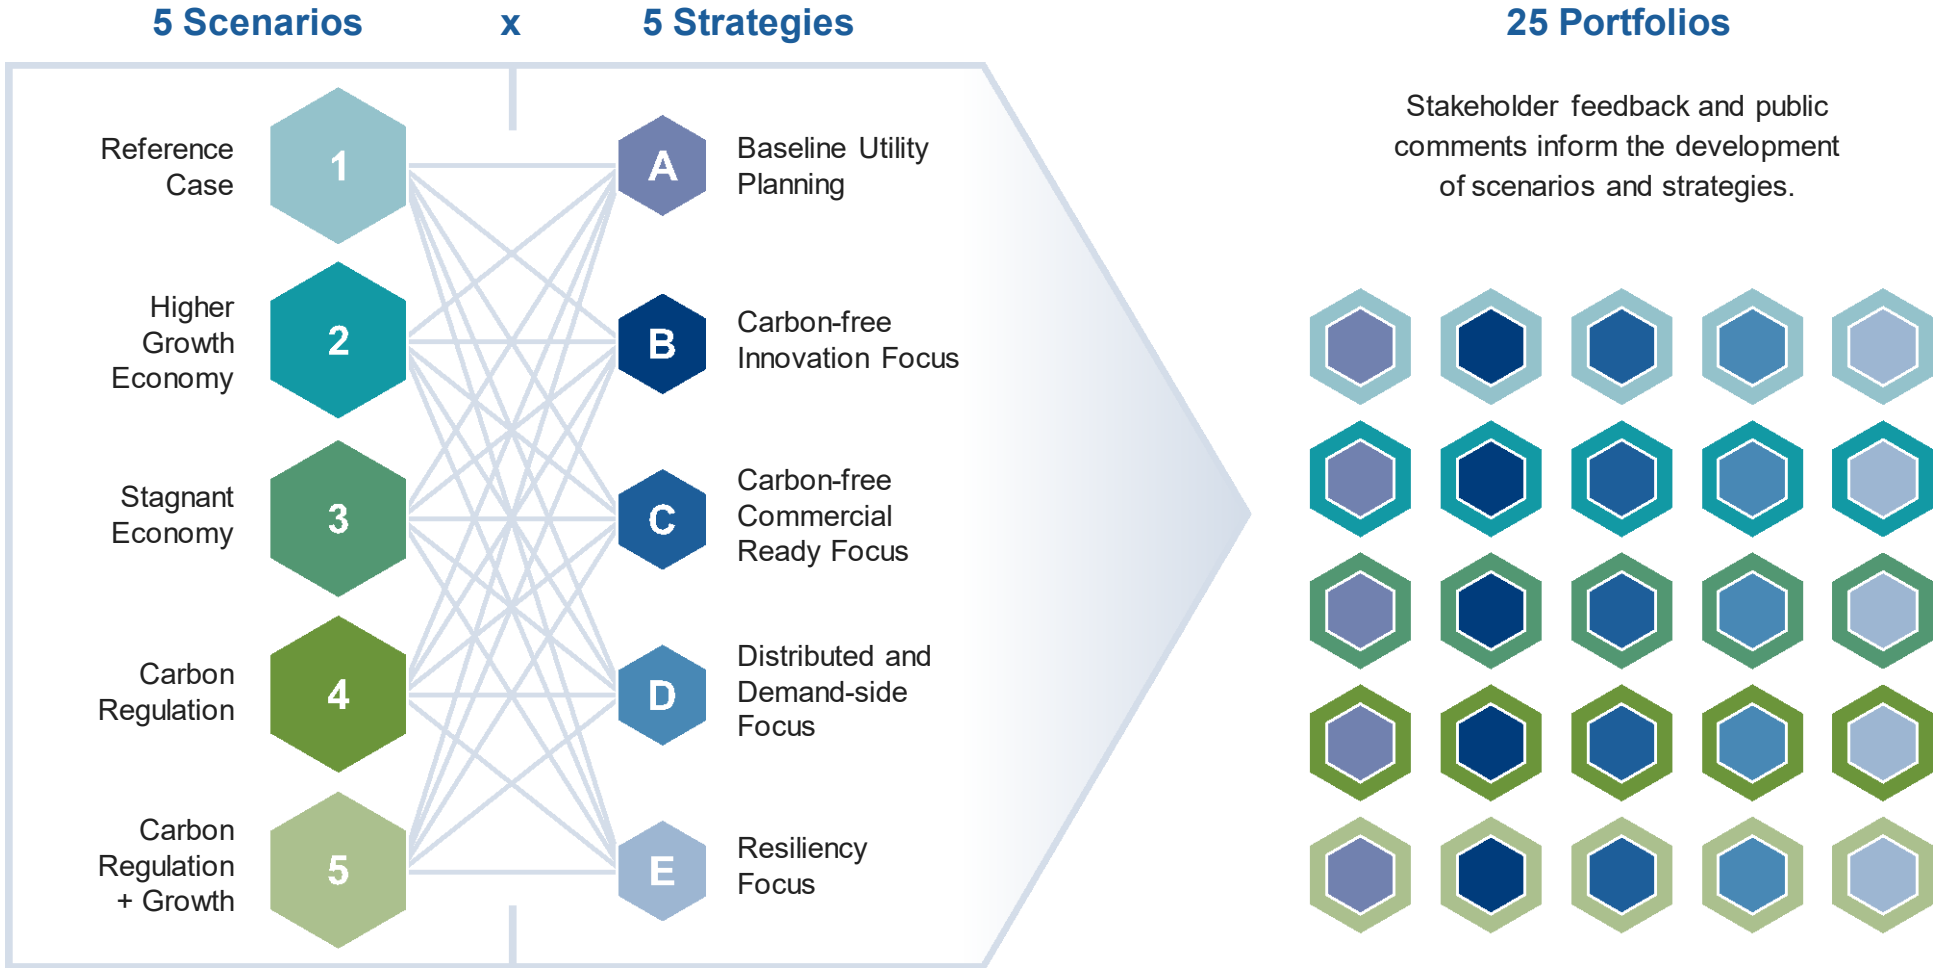 5 Scenarios x 5 Strategies
25 Portfolios
Reference
Case
1
Higher
Growth
Economy
2
Stagnant
Economy
3
Carbon
Regulation
4
Carbon
Regulation
+ Growth
5
A
Baseline Utility
Planning
B
Carbon-free
Innovation Focus
C
Carbon-free
Commercial
Ready Focus
D
Distributed and
Demand-side
Focus
E
Resiliency
Focus
Stakeholder feedback and public
comments inform the development
of scenarios and strategies.